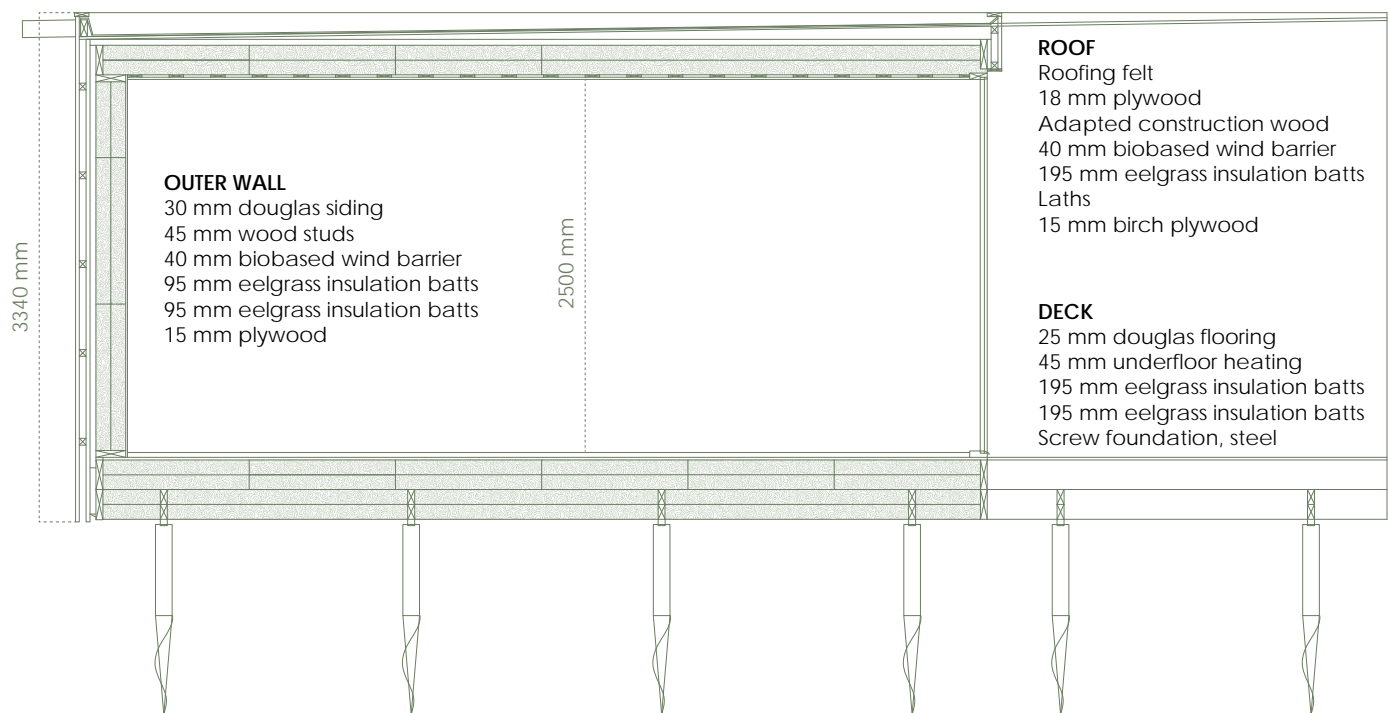 3340 mm
OUTER WALL
30 mm douglas siding
45 mm wood studs
40 mm biobased wind barrier
95 mm eelgrass insulation batts
95 mm eelgrass insulation batts
15 mm plywood
2500 mm
ROOF
Roofing felt
18 mm plywood
Adapted construction wood
40 mm biobased wind barrier
195 mm eelgrass insulation batts
Laths
15 mm birch plywood
DECK
25 mm douglas flooring
45 mm underfloor heating
195 mm eelgrass insulation batts
195 mm eelgrass insulation batts
Screw foundation, steel